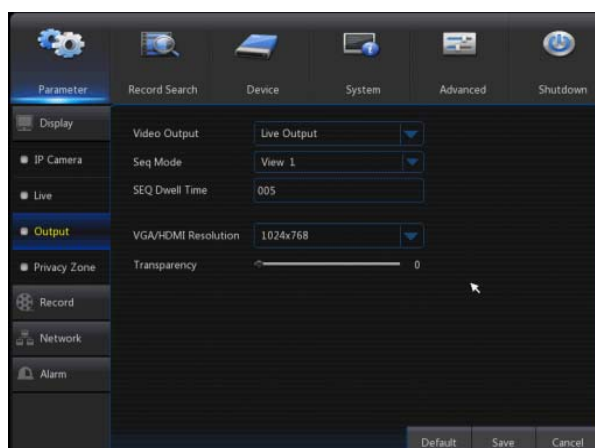 Parameter
Record Search
Device
System
Advanced
Shutdown
Display
IP Camera
Live
Output
Privacy Zone
Record
Network
Alarm
Video Output Live Output
Seq Mode View 1
SEQ Dwell Time 005
VGA/HDMI Resolution 1024x768
Transparency 0
Default Save Cancel